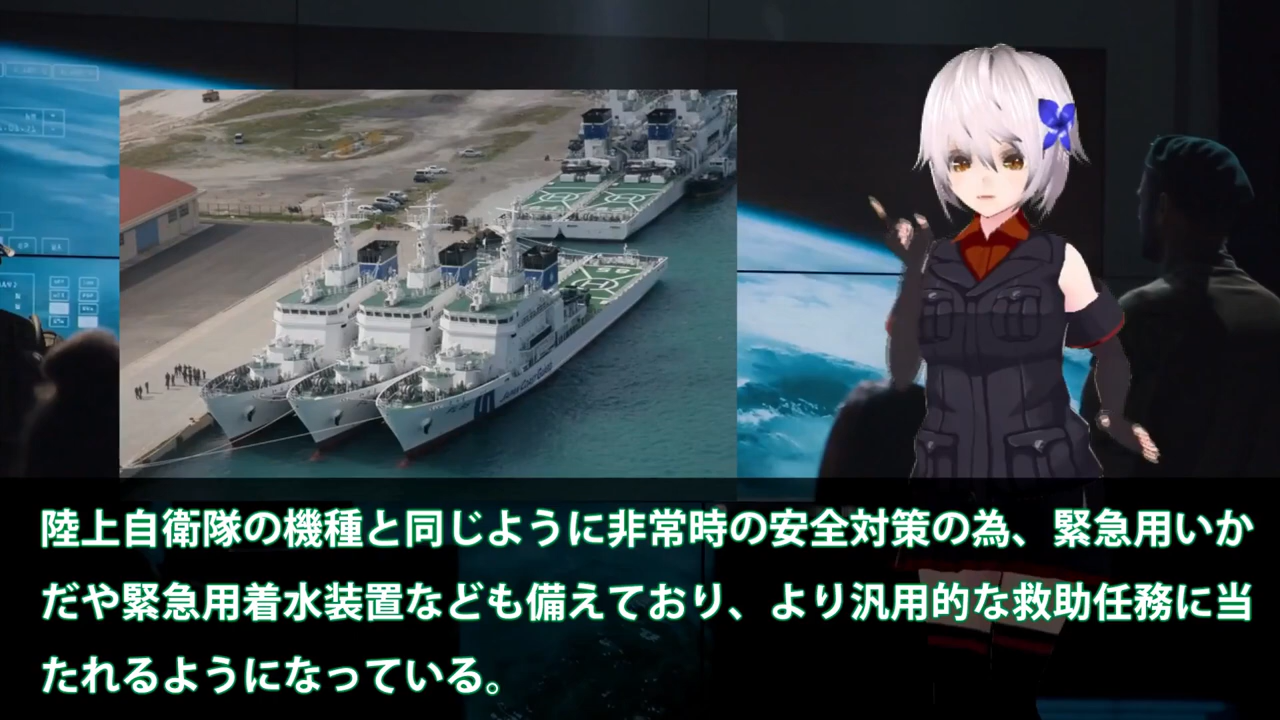 JAPAN COAST GUARD
陸上自衛隊の機種と同じように非常時の安全対策の為、緊急用いか
だや緊急用着水装置なども備えており、より汎用的な救助任務に当
たれるようになっている。